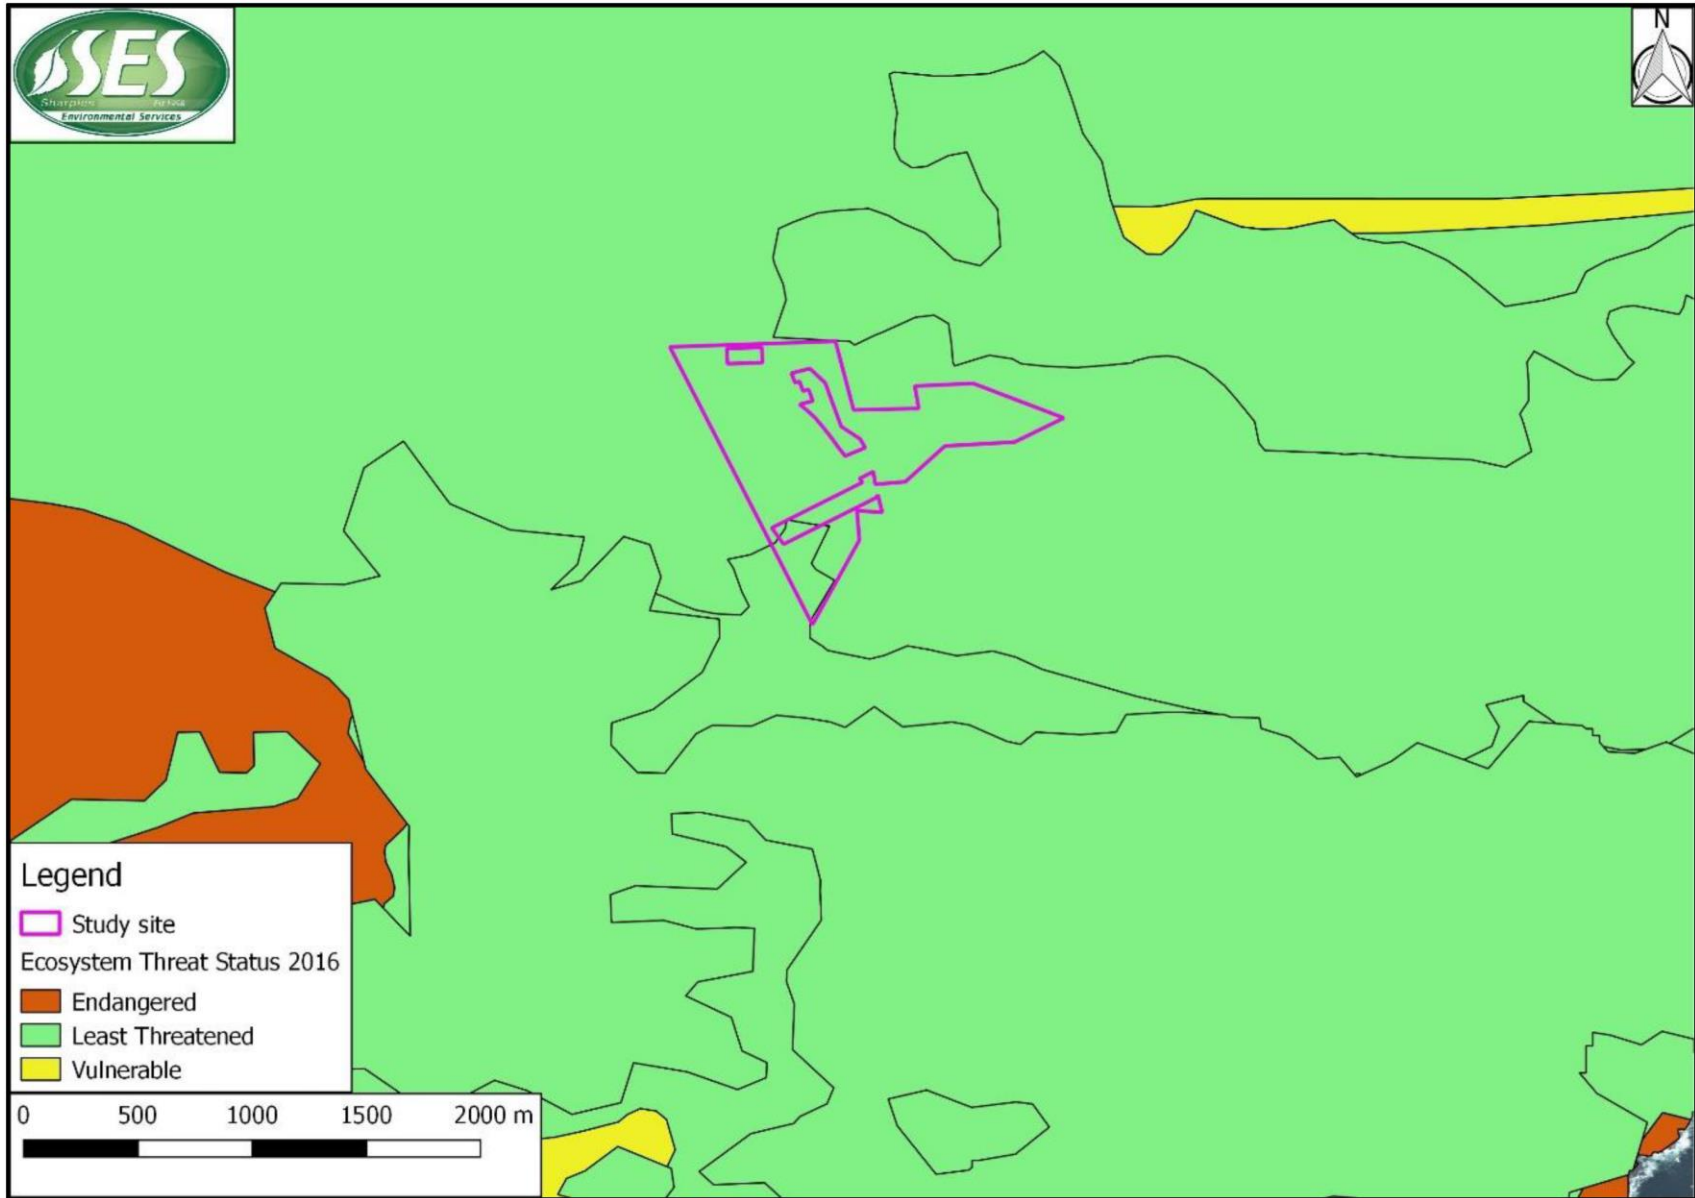 SES
Sharples
Environmental Services
N
Legend
Study site
Ecosystem Threat Status 2016
Endangered
Least Threatened
Vulnerable
0 500 1000 1500 2000 m